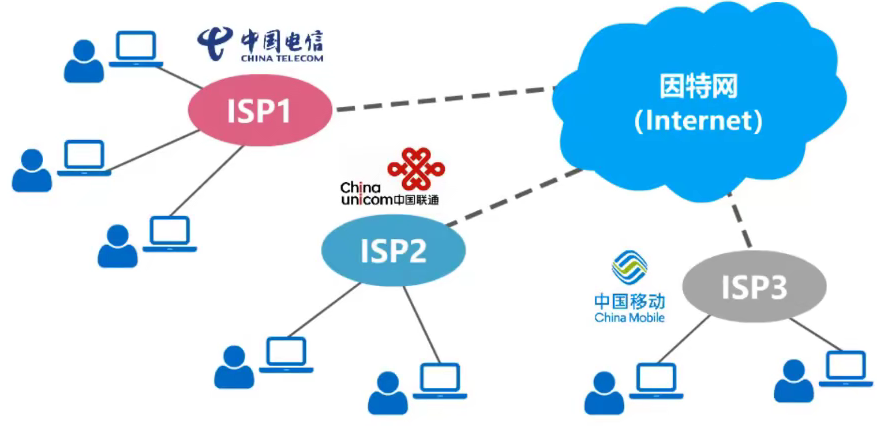 中国电信
CHINA TELECOM
ISP1
因特网
（Internet）
China
unicom中国联通
ISP2
中国移动
China Mobile
ISP3